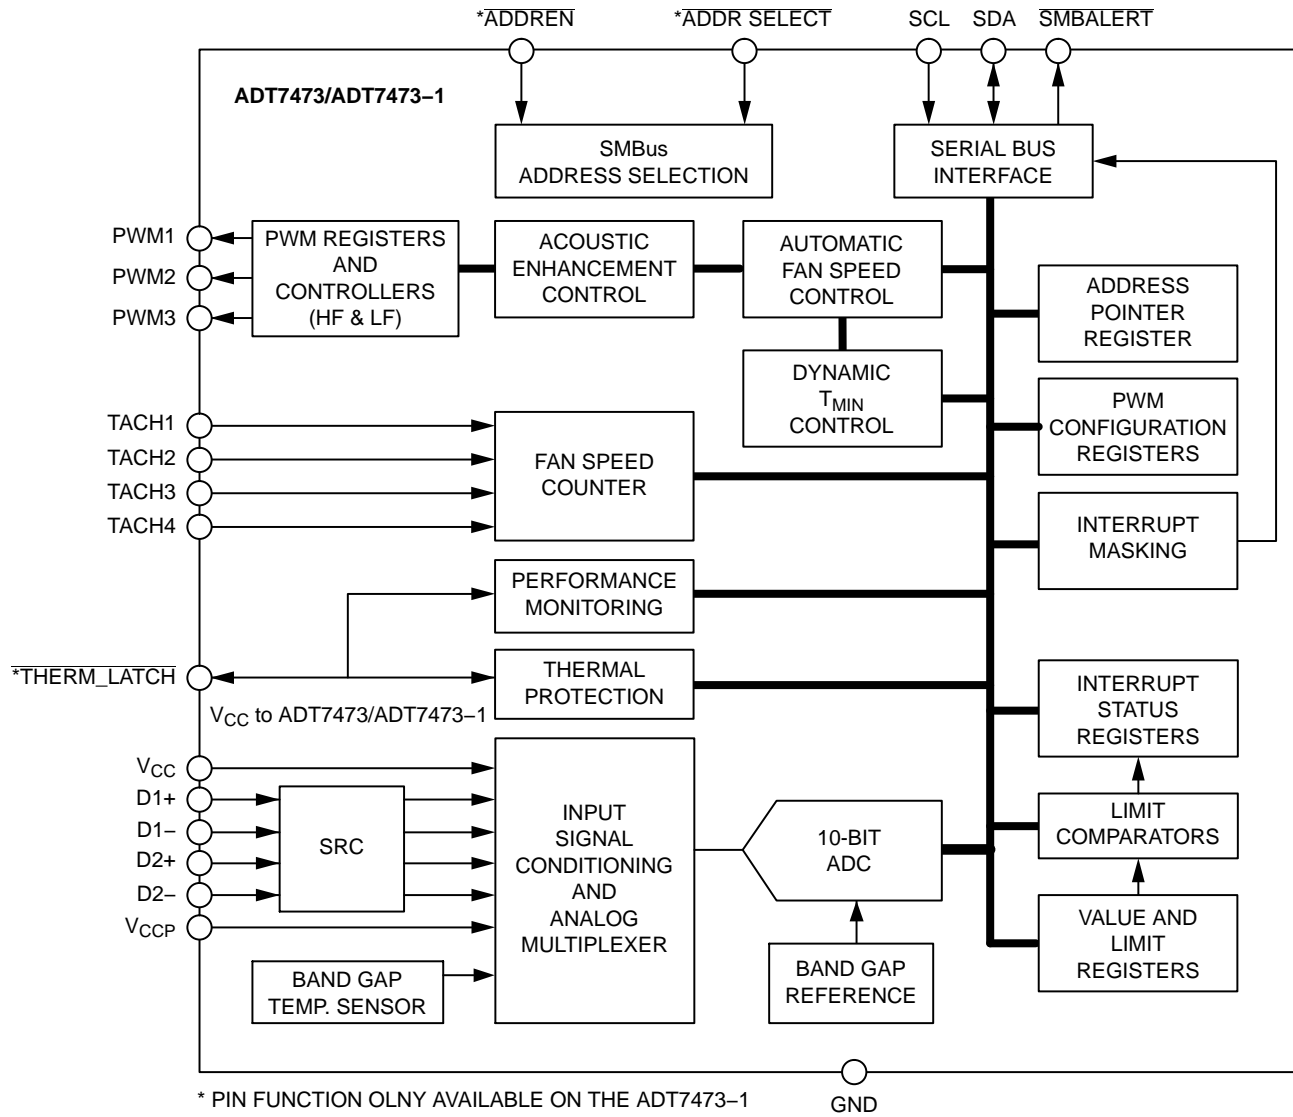 *ADDREN
*ADDR SELECT
SCL
SDA
SMBALERT
ADT7473/ADT7473–1
SMBus
ADDRESS SELECTION
SERIAL BUS
INTERFACE
PWM1
PWM2
PWM3
PWM REGISTERS
AND
CONTROLLERS
(HF & LF)
ACOUSTIC
ENHANCEMENT
CONTROL
AUTOMATIC
FAN SPEED
CONTROL
ADDRESS
POINTER
REGISTER
DYNAMIC
TMIN
CONTROL
PWM
CONFIGURATION
REGISTERS
TACH1
TACH2
TACH3
TACH4
FAN SPEED
COUNTER
INTERRUPT
MASKING
PERFORMANCE
MONITORING
*THERM_LATCH
THERMAL
PROTECTION
INTERRUPT
STATUS
REGISTERS
VCC to ADT7473/ADT7473–1
VCC
D1+
D1–
D2+
D2–
VCCP
SRC
INPUT
SIGNAL
CONDITIONING
AND
ANALOG
MULTIPLEXER
10-BIT
ADC
LIMIT
COMPARATORS
BAND GAP
TEMP. SENSOR
BAND GAP
REFERENCE
VALUE AND
LIMIT
REGISTERS
* PIN FUNCTION OLNY AVAILABLE ON THE ADT7473–1
GND